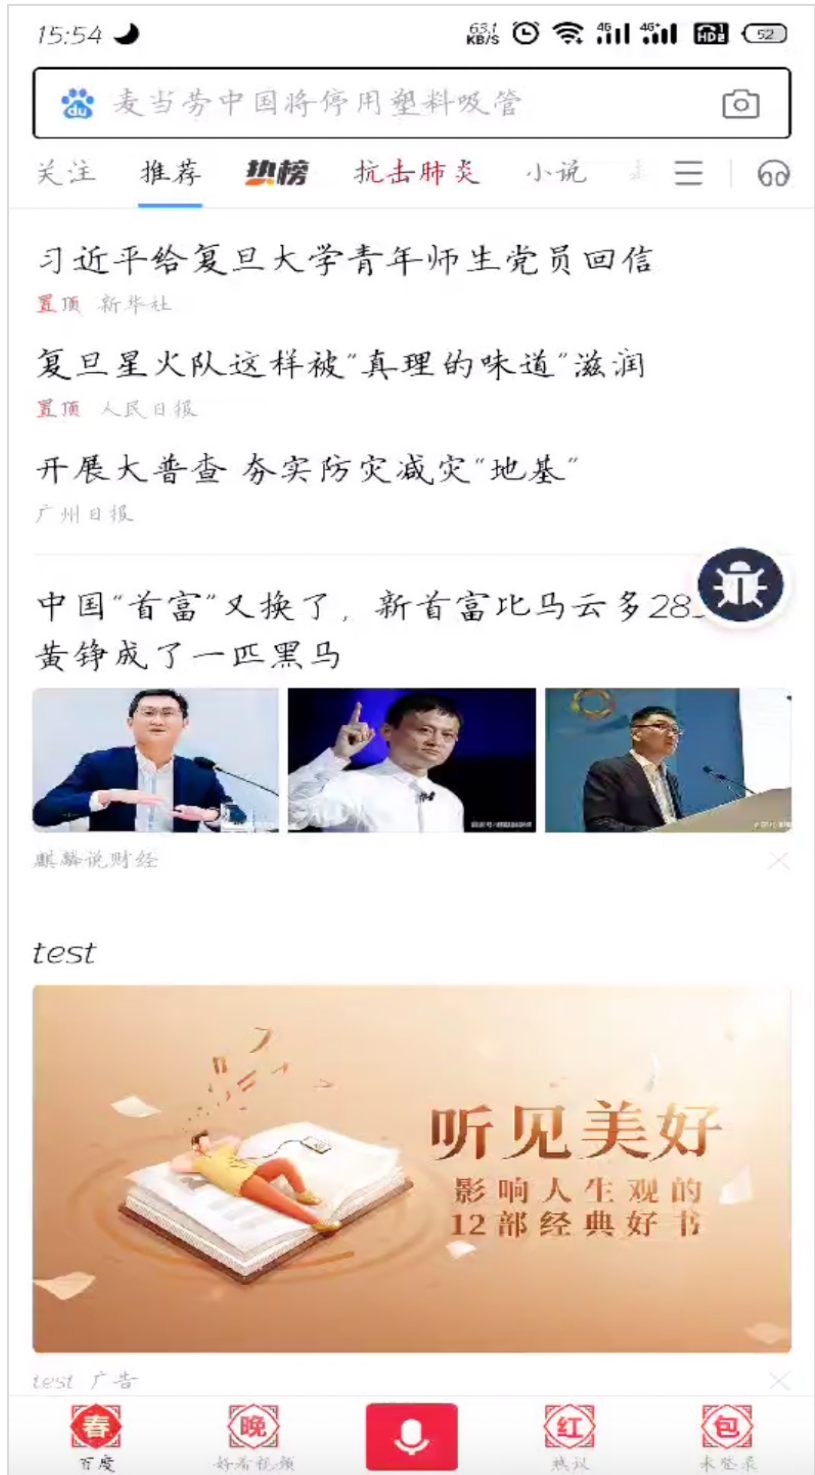 15:54 63.1 KB/S 4G 4G+ HD 1 2 52
du 麦当劳中国将停用塑料吸管
关注 推荐 热榜 抗击肺炎 小说
习近平给复旦大学青年师生党员回信
置顶 新华社
复旦星火队这样被“真理的味道”滋润
置顶 人民日报
开展大普查 夯实防灾减灾“地基”
广州日报
中国“首富”又换了，新首富比马云多28
黄铮成了一匹黑马
麒麟说财经
test
听见美好
影响人生观的
12部经典好书
test 广告
春 晚 红 包
百度 好看视频 热议 未登录